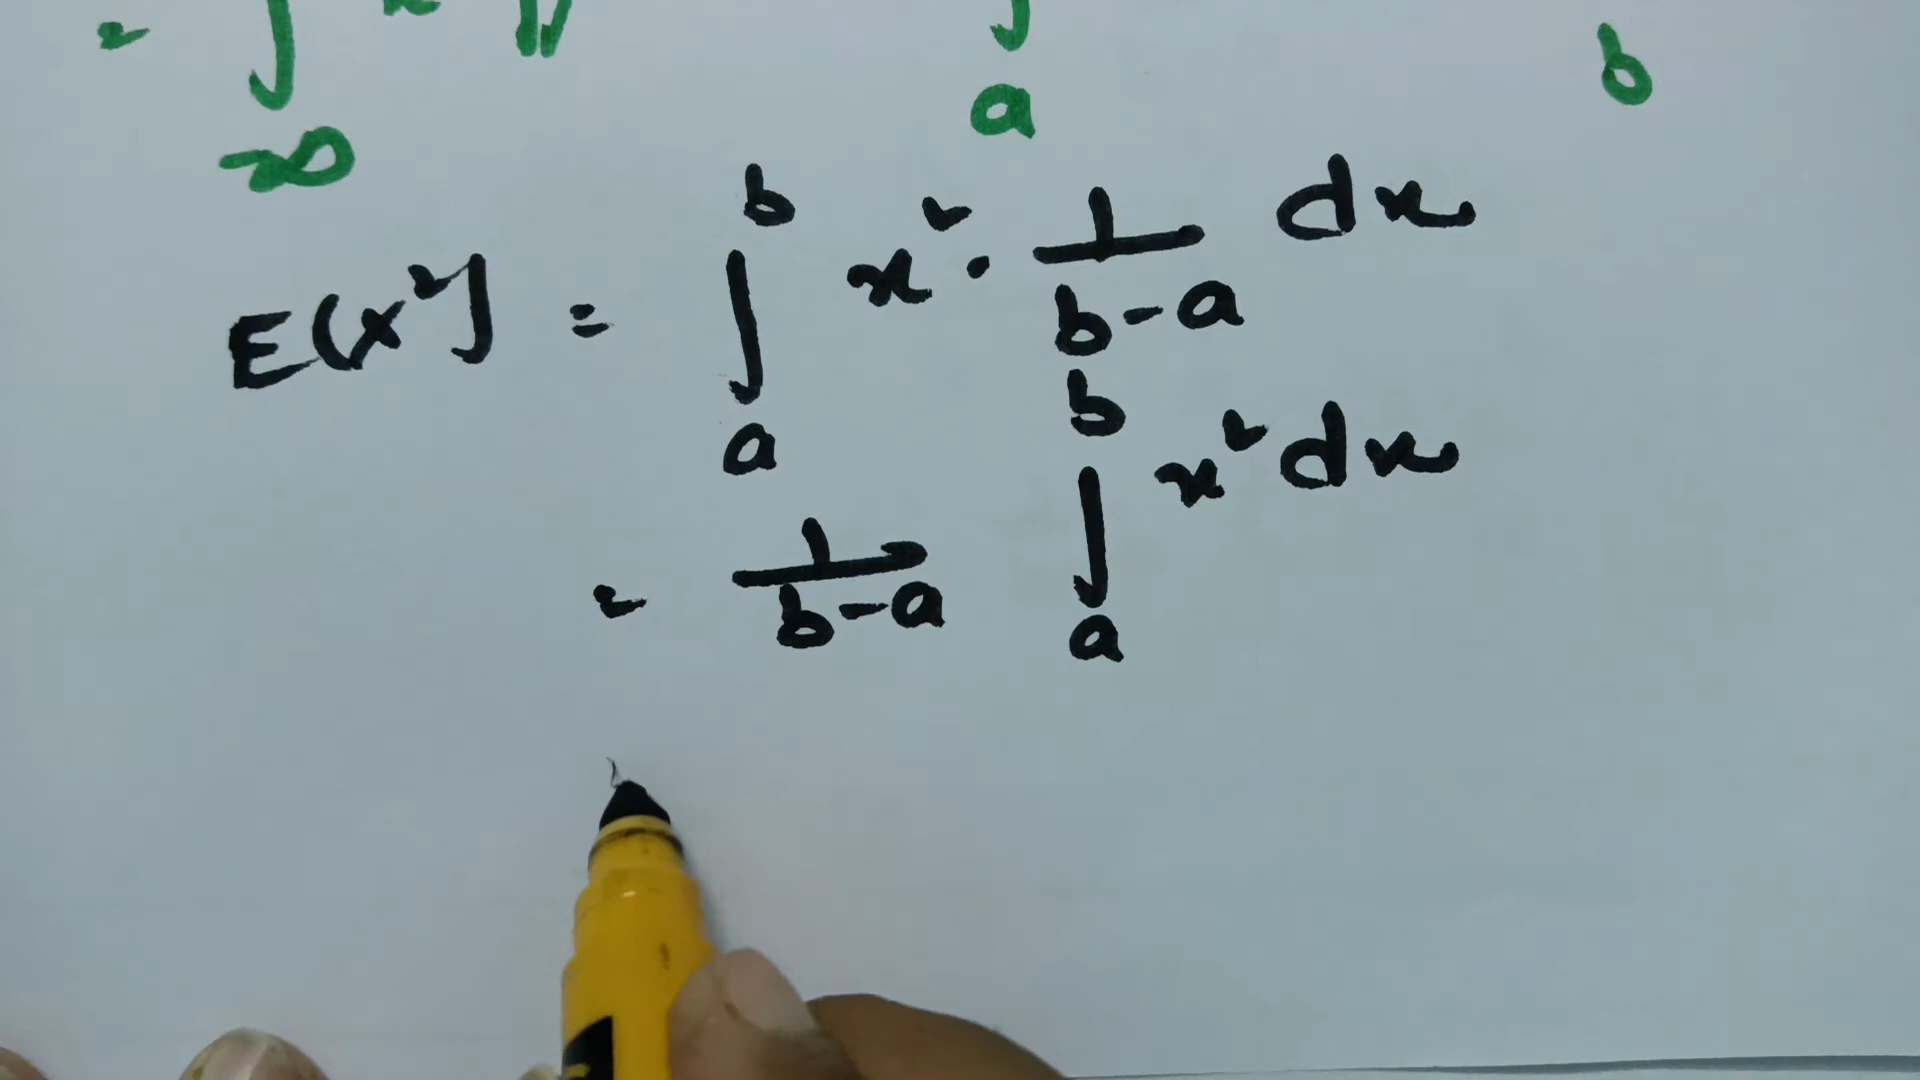 = ∫ x f ∫
-∞ a b
E(x²) = ∫ₐᵇ x² · 1/(b-a) dx
= 1/(b-a) ∫ₐᵇ x² dx